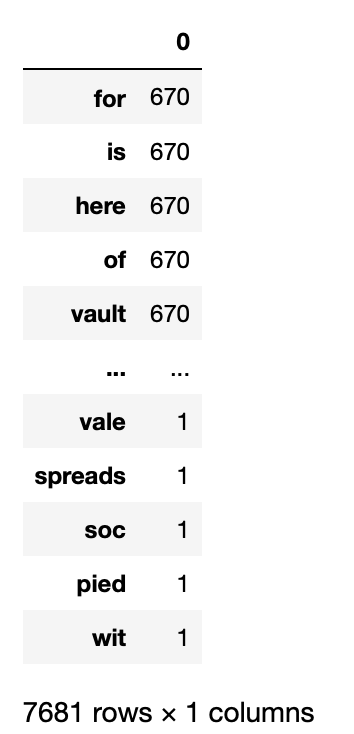 0
for 670
is 670
here 670
of 670
vault 670
... ...
vale 1
spreads 1
soc 1
pied 1
wit 1
7681 rows × 1 columns